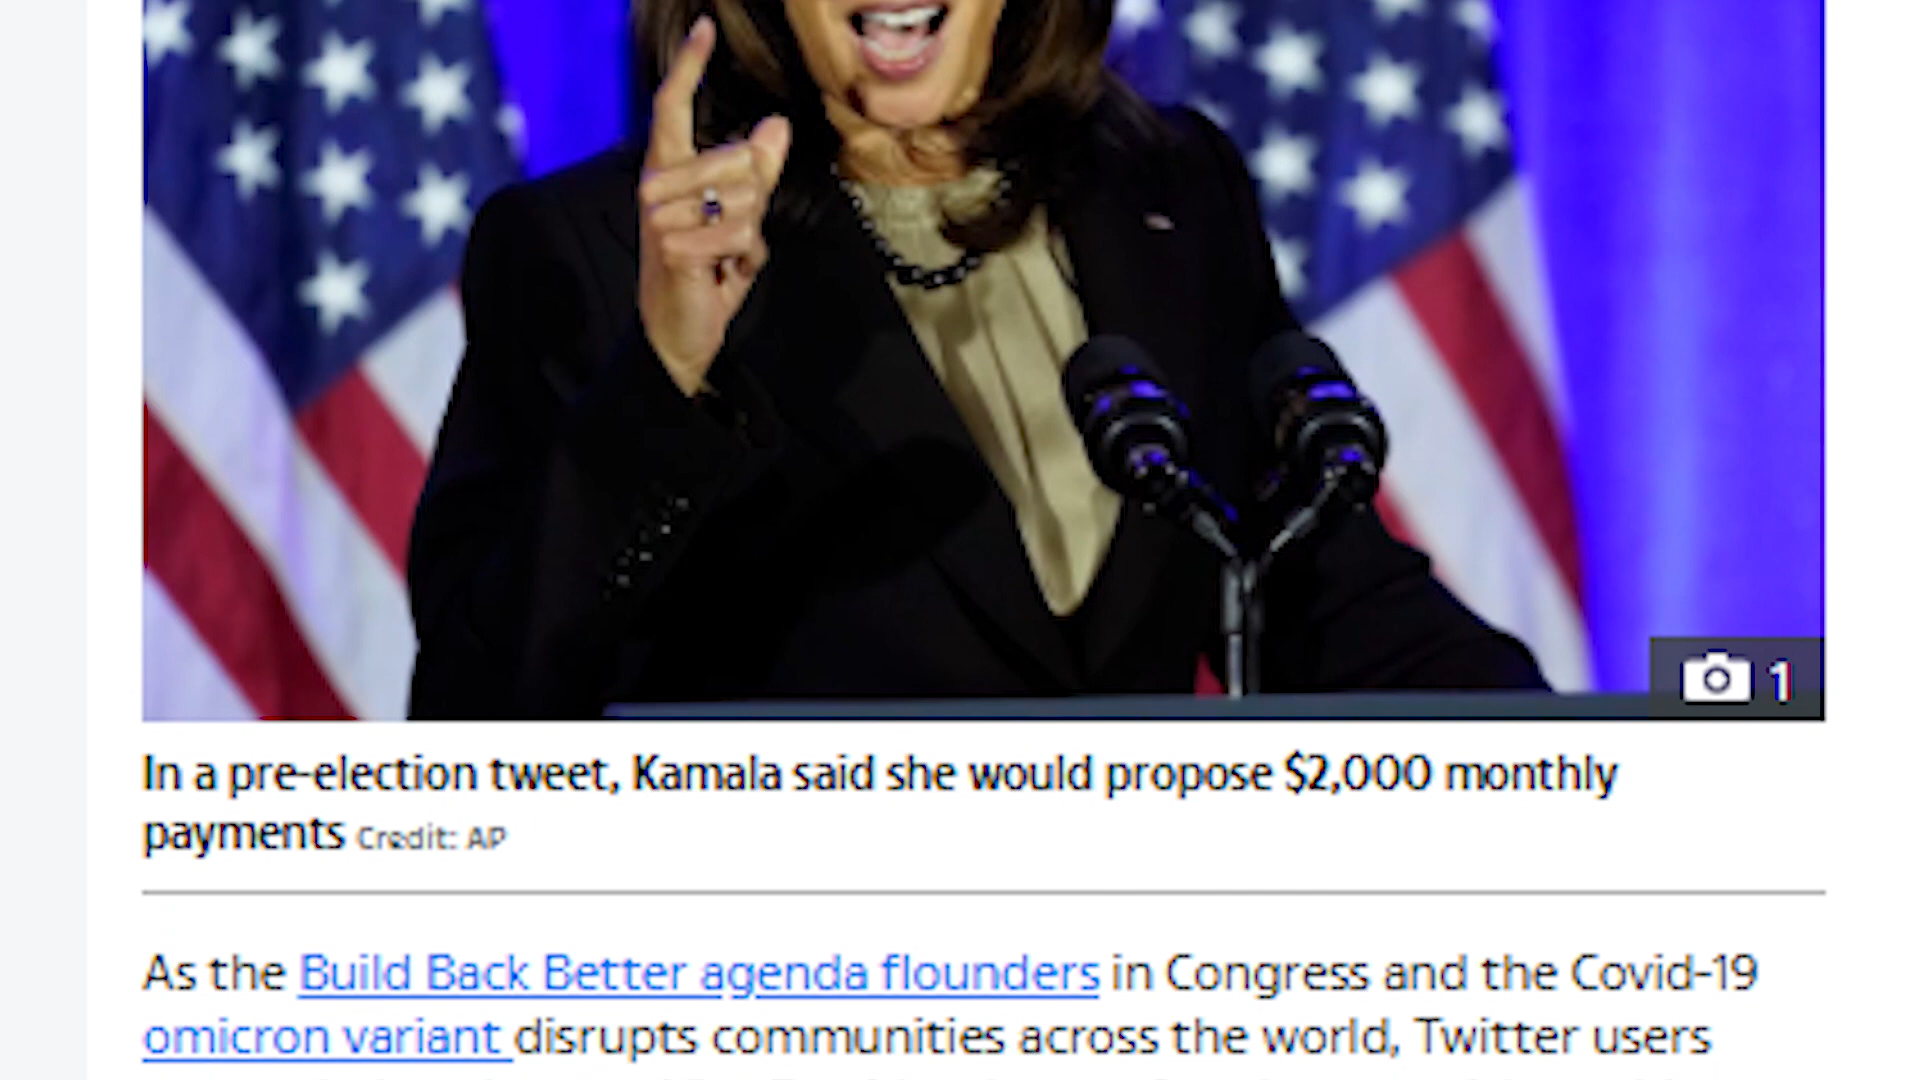 1
In a pre-election tweet, Kamala said she would propose $2,000 monthly
payments Credit: AP
As the Build Back Better agenda flounders in Congress and the Covid-19
omicron variant disrupts communities across the world, Twitter users